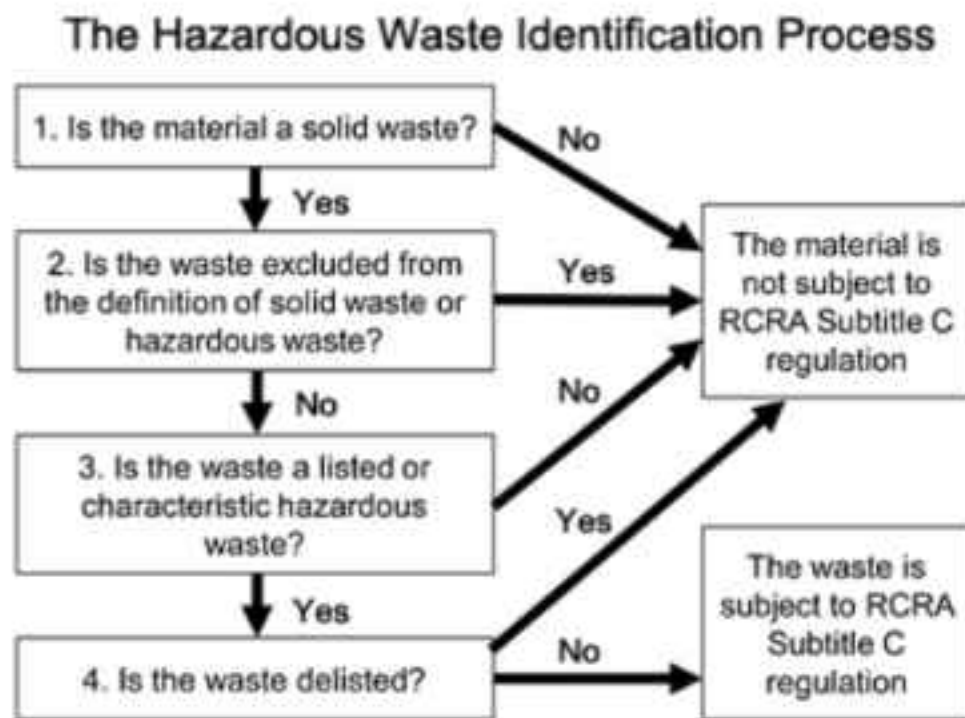 The Hazardous Waste Identification Process
1. Is the material a solid waste?
No
Yes
2. Is the waste excluded from
the definition of solid waste or
hazardous waste?
Yes
The material is
not subject to
RCRA Subtitle C
regulation
No
No
3. Is the waste a listed or
characteristic hazardous
waste?
Yes
Yes
4. Is the waste delisted?
No
The waste is
subject to RCRA
Subtitle C
regulation